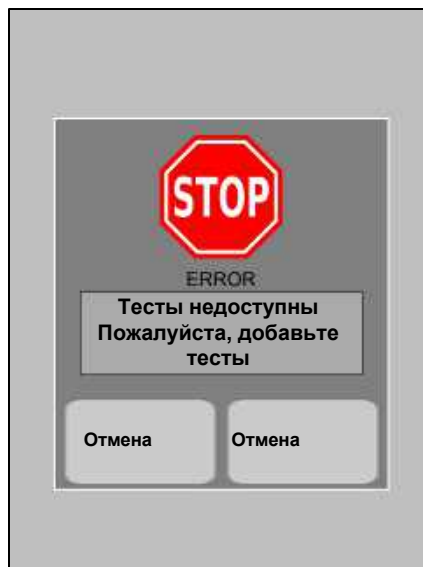 STOP
ERROR
Тесты недоступны
Пожалуйста, добавьте
тесты
Отмена Отмена